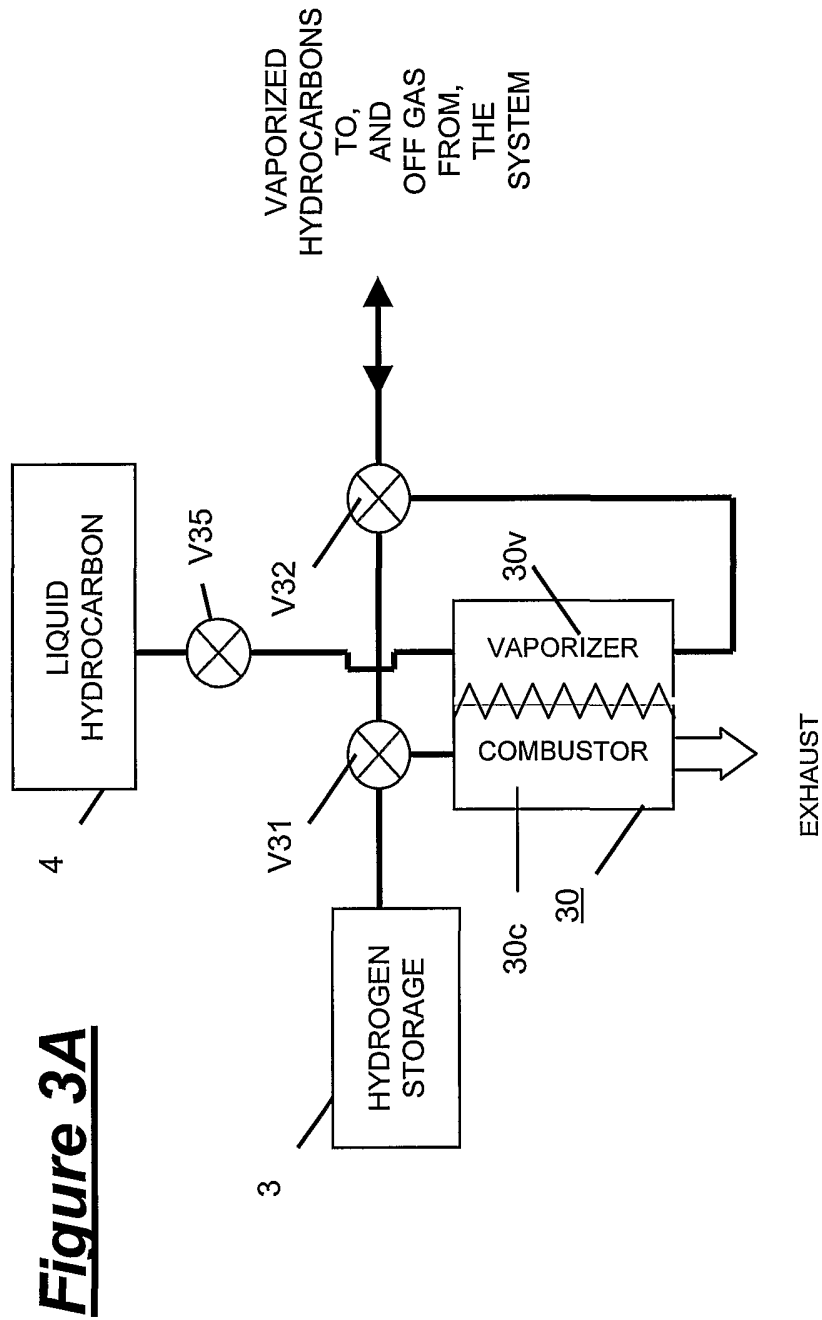 Figure 3A
4
LIQUID
HYDROCARBON
V35
VAPORIZED
HYDROCARBONS
TO,
AND
OFF GAS
FROM,
THE
SYSTEM
V31
V32
3
HYDROGEN
STORAGE
30c
30
COMBUSTOR
VAPORIZER
30v
EXHAUST